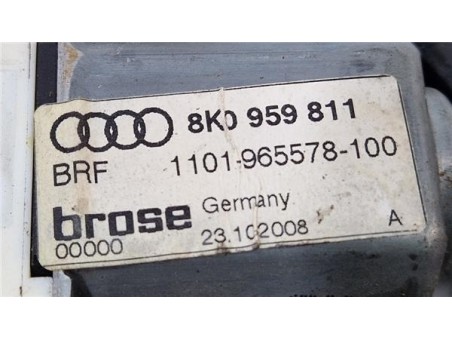 8K0 959 811
BRF 1101-965578-100
brose Germany
00000 23.102008 A